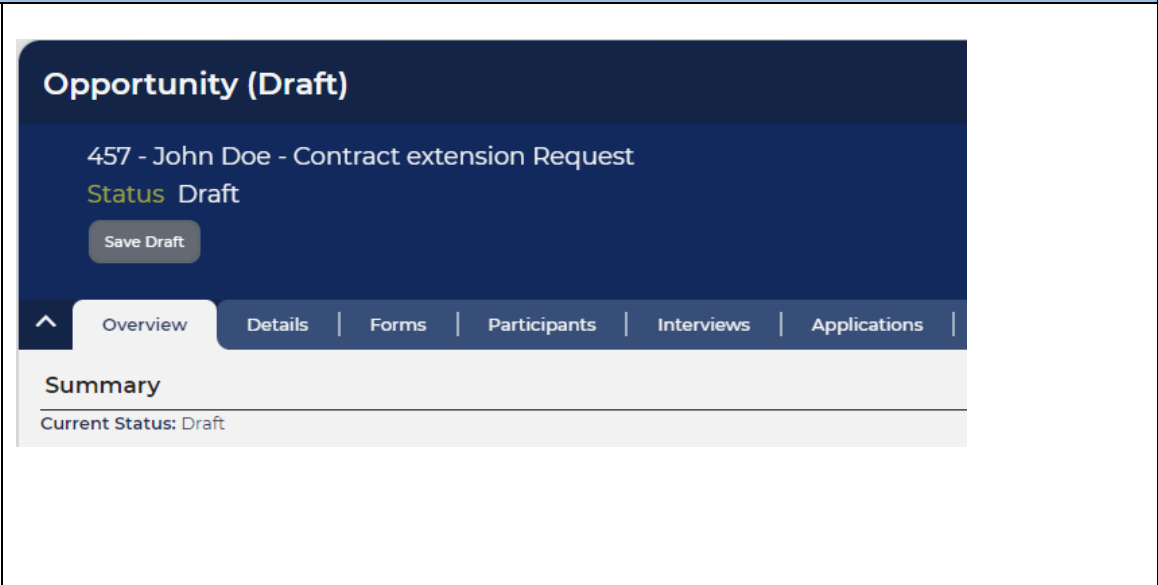 Opportunity (Draft)
457 - John Doe - Contract extension Request
Status Draft
Save Draft
Overview Details | Forms | Participants | Interviews | Applications |
Summary
Current Status: Draft